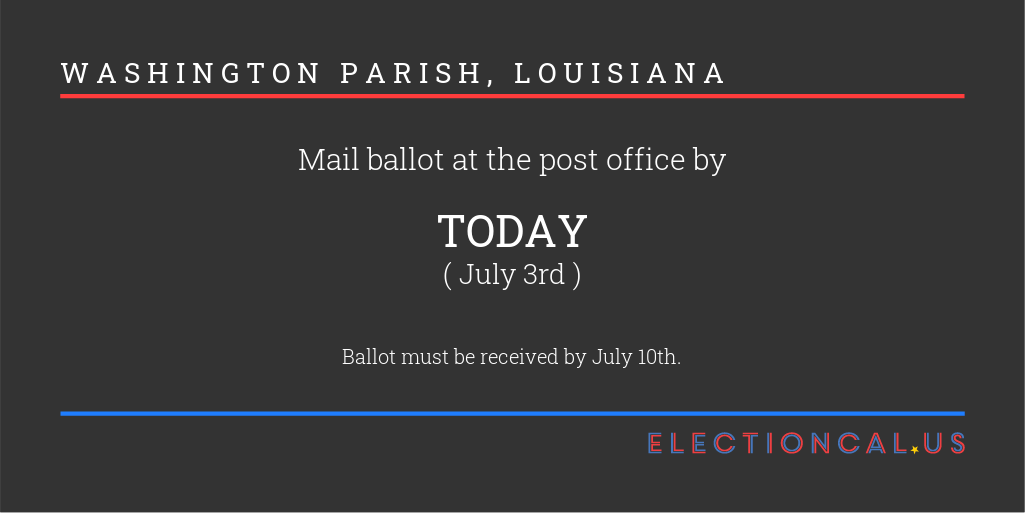 WASHINGTON PARISH, LOUISIANA
Mail ballot at the post office by
TODAY
( July 3rd )
Ballot must be received by July 10th.
ELECTIONCAL.US